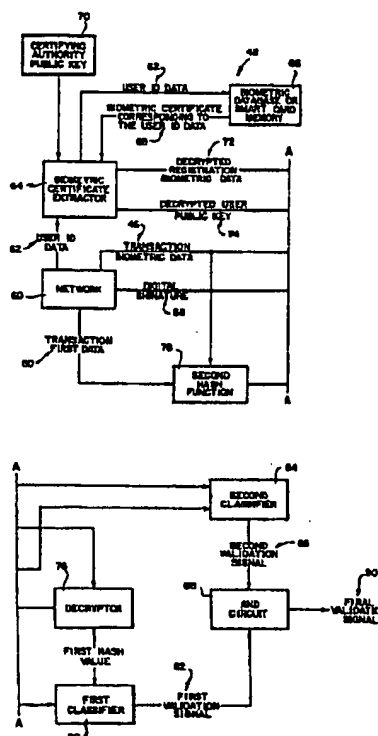 70
CERTIFYING
AUTHORITY
PUBLIC KEY
62
USER ID DATA
48
66
BIOMETRIC
DATABASE OR
SMART CARD
MEMORY
BIOMETRIC CERTIFICATE
CORRESPONDING TO
THE USER ID DATA
68
A
72
64
BIOMETRIC
CERTIFICATE
EXTRACTOR
DECRYPTED
REGISTRATION
BIOMETRIC DATA
DECRYPTED USER
PUBLIC KEY
74
62
USER ID
DATA
46
TRANSACTION
BIOMETRIC DATA
60
NETWORK
DIGITAL
SIGNATURE
58
TRANSACTION
FIRST DATA
78
SECOND
HASH
FUNCTION
A
A
84
SECOND
CLASSIFIER
SECOND
VALIDATION
SIGNAL
90
76
DECRYPTOR
AND
CIRCUIT
FINAL
VALIDATION
SIGNAL
FIRST HASH
VALUE
82
FIRST
CLASSIFIER
FIRST
VALIDATION
SIGNAL
A